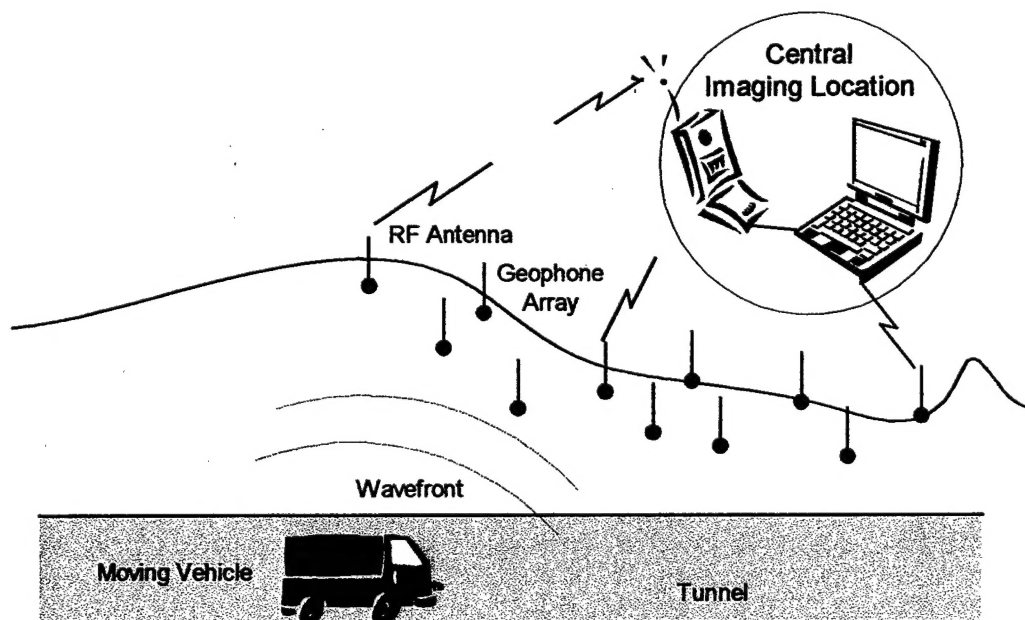 Central
Imaging Location
RF Antenna
Geophone
Array
Wavefront
Moving Vehicle
Tunnel